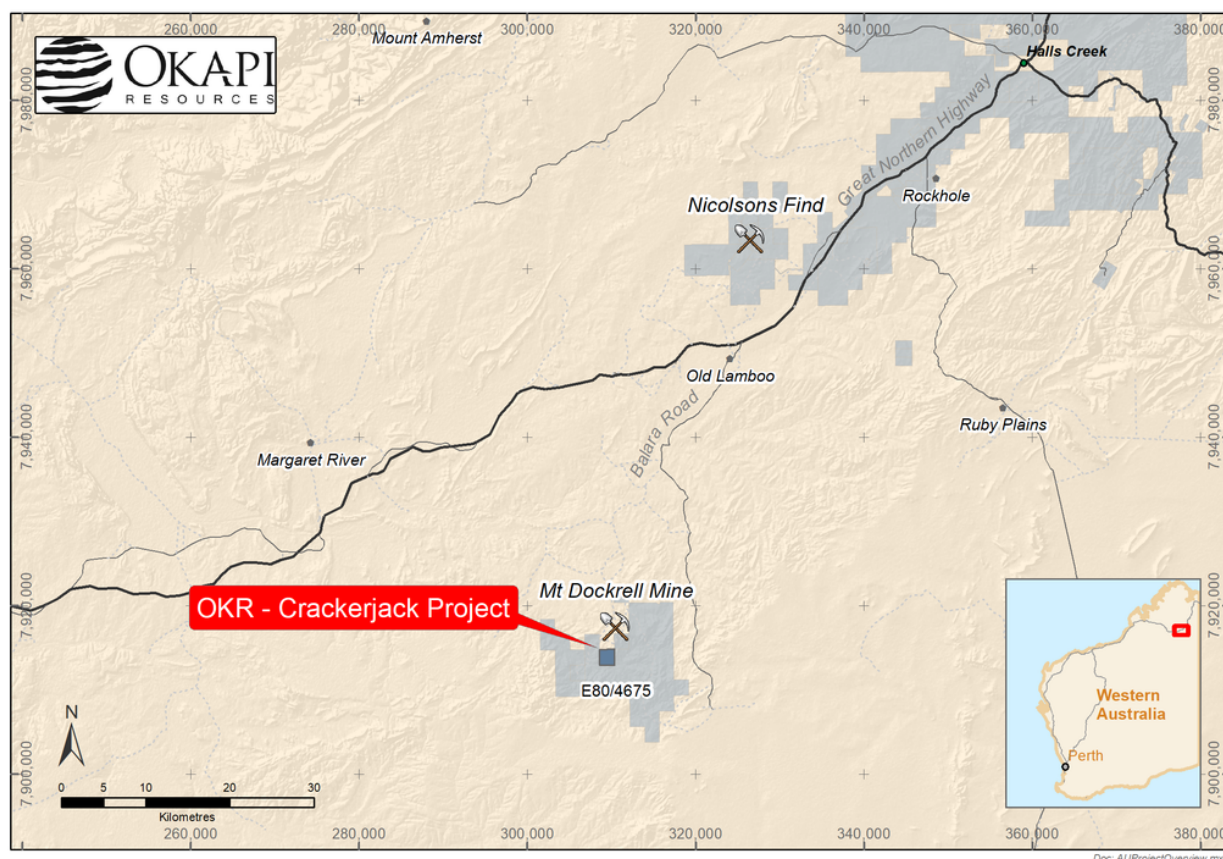 260,000
280,000
300,000
320,000
340,000
360,000
380,000
OKAPI
RESOURCES
Mount Amherst
Halls Creek
7,980,000
7,980,000
Great Northern Highway
Rockhole
Nicolsons Find
7,960,000
7,960,000
Old Lamboo
Balara Road
Ruby Plains
7,940,000
7,940,000
Margaret River
OKR - Crackerjack Project
Mt Dockrell Mine
7,920,000
7,920,000
E80/4675
Western
Australia
Perth
N
7,900,000
7,900,000
0 5 10 20 30
Kilometres
260,000
280,000
300,000
320,000
340,000
360,000
380,000